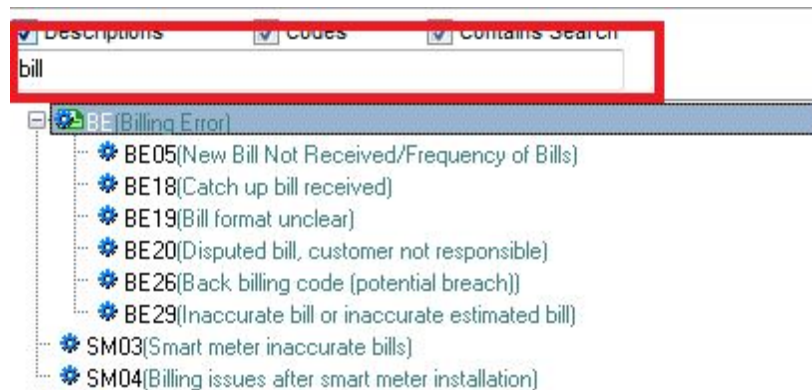 Descriptions Codes Contains Search
bill
BE(Billing Error)
BE05(New Bill Not Received/Frequency of Bills)
BE18(Catch up bill received)
BE19(Bill format unclear)
BE20(Disputed bill, customer not responsible)
BE26(Back billing code (potential breach))
BE29(Inaccurate bill or inaccurate estimated bill)
SM03(Smart meter inaccurate bills)
SM04(Billing issues after smart meter installation)